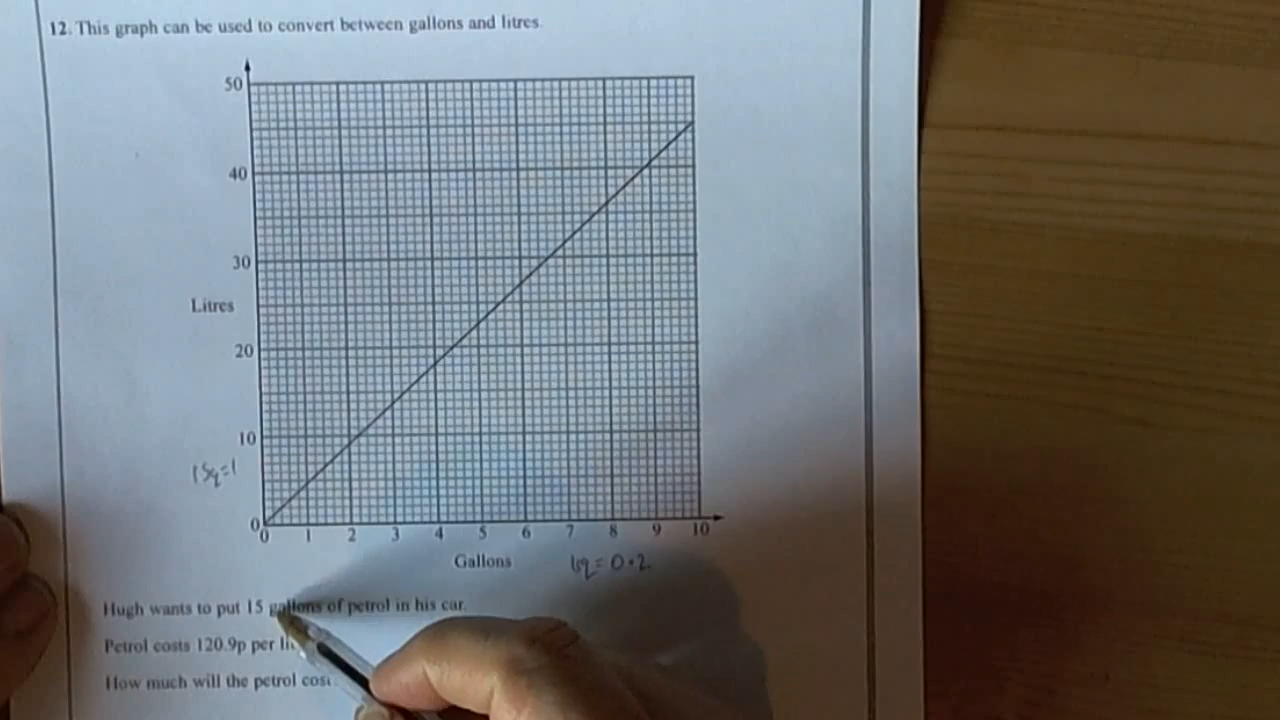 12. This graph can be used to convert between gallons and litres.
50
40
30
Litres
20
10
1sq=1
0
0 1 2 3 4 5 6 7 8 9 10
Gallons
1sq=0.2
Hugh wants to put 15 gallons of petrol in his car.
Petrol costs 120.9p per
How much will the petrol cost